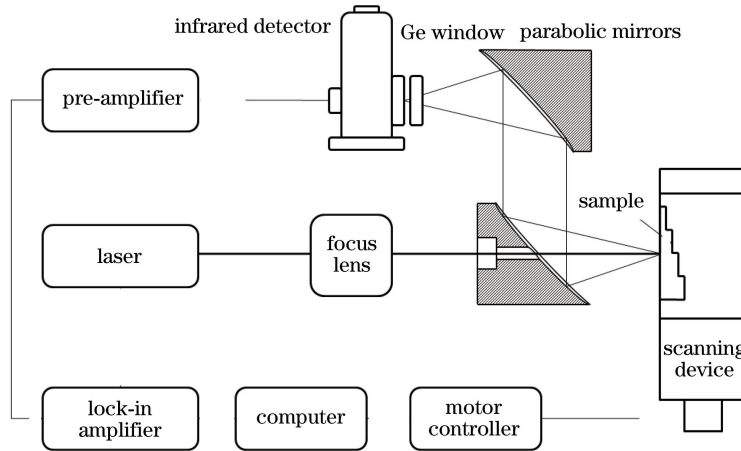 infrared detector
Ge window
parabolic mirrors
pre-amplifier
sample
laser
focus
lens
scanning
device
lock-in
amplifier
computer
motor
controller